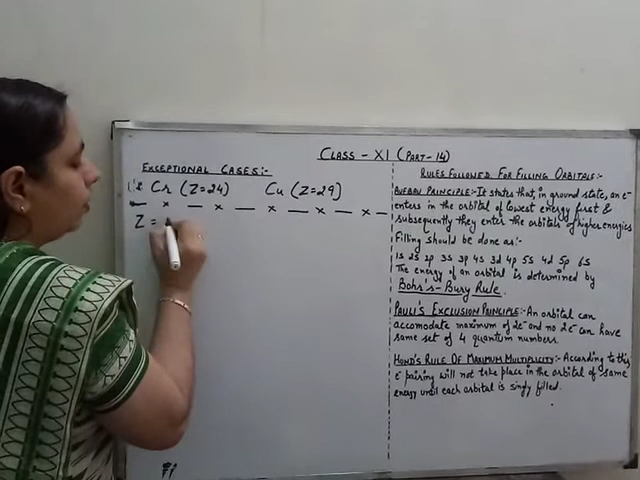 CLASS - XI (PART-14)
EXCEPTIONAL CASES:-
Cr (Z=24) Cu (Z=29)
Z =
RULES FOLLOWED FOR FILLING ORBITALS:-
AUFBAU PRINCIPLE:- It states that, in ground state, an e⁻
enters in the orbital of lowest energy first &
subsequently they enter the orbitals of higher energies
Filling should be done as:-
1s 2s 2p 3s 3p 4s 3d 4p 5s 4d 5p 6s
The energy of an orbital is determined by
Bohr's-Bury Rule.
PAULI'S EXCLUSION PRINCIPLE:- An orbital can
accomodate maximum of 2e⁻ and no 2e⁻ can have
same set of 4 quantum numbers.
HUND'S RULE OF MAXIMUM MULTIPLICITY:- According to this
e⁻ pairing will not take place in the orbital of same
energy until each orbital is singly filled.